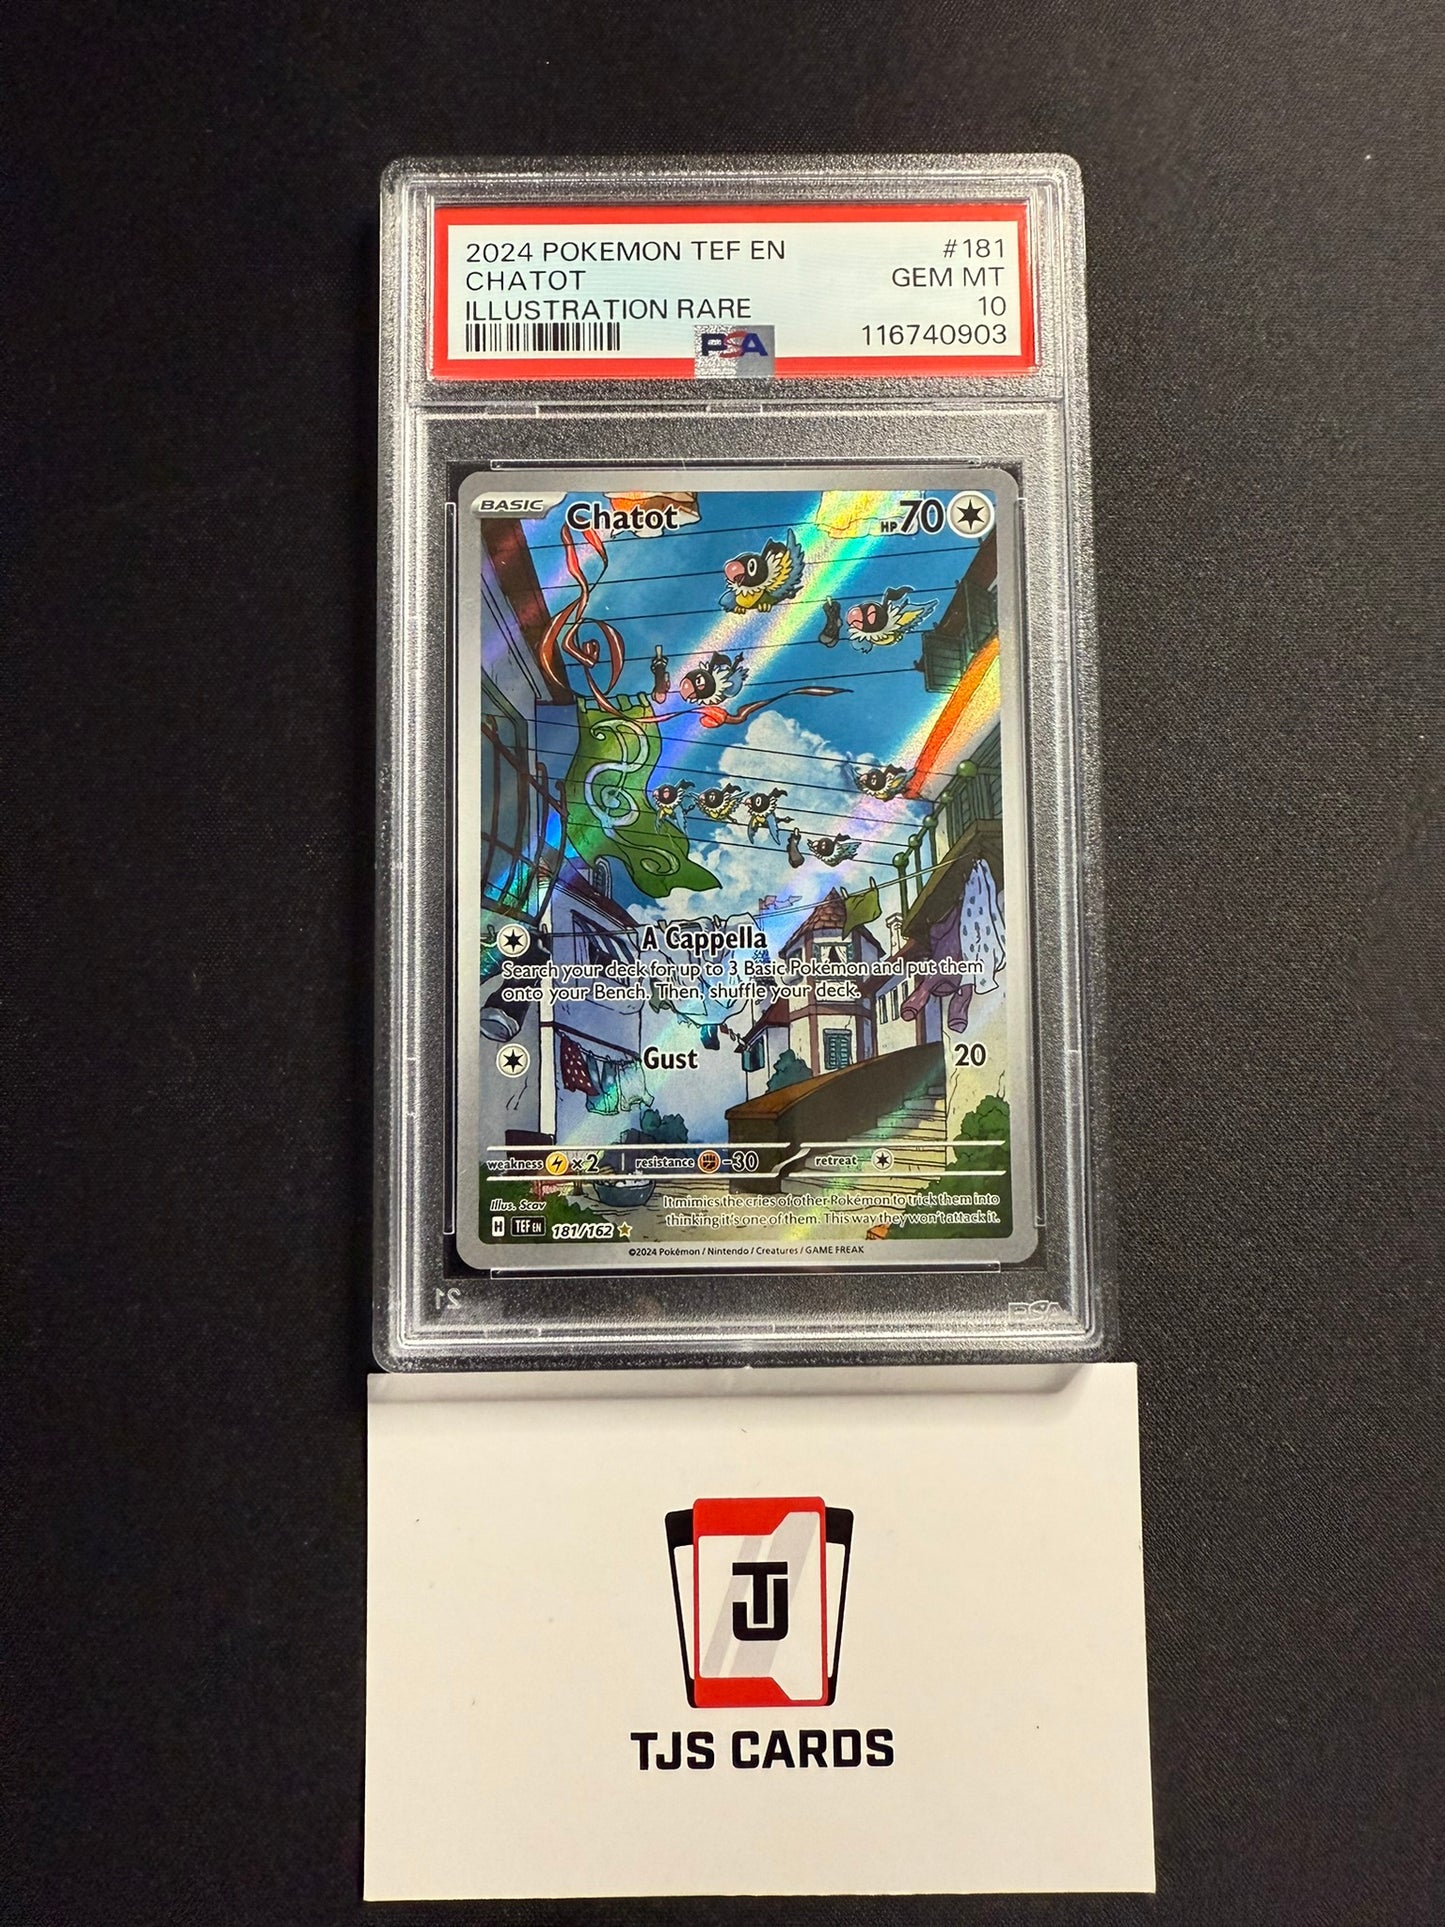 2024 POKEMON TEF EN #181
CHATOT GEM MT
ILLUSTRATION RARE 10
PSA 116740903
BASIC Chatot HP 70
A Cappella
Search your deck for up to 3 Basic Pokémon and put them
onto your Bench. Then, shuffle your deck.
Gust 20
weakness ×2 resistance -30 retreat
Illus. Scav It mimics the cries of other Pokémon to trick them into
thinking it's one of them. This way they won't attack it.
H TEF EN 181/162
©2024 Pokémon / Nintendo / Creatures / GAME FREAK
21 PSA
TJ
TJS CARDS